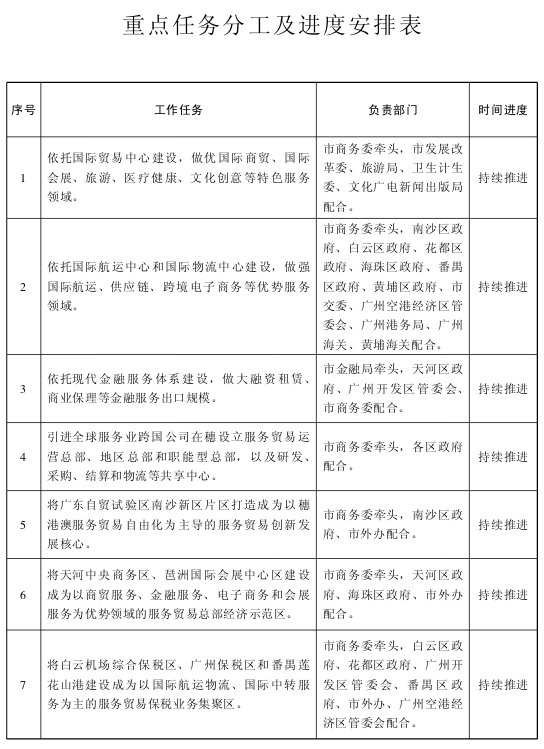 重点任务分工及进度安排表
序号 工作任务 负责部门 时间进度
1
依托国际贸易中心建设，做优国际商贸、国际
会展、旅游、医疗健康、文化创意等特色服务
领域。
市商务委牵头，市发展改
革委、旅游局、卫生计生
委、文化广电新闻出版局
配合。
持续推进
2
依托国际航运中心和国际物流中心建设，做强
国际航运、供应链、跨境电子商务等优势服务
领域。
市商务委牵头，南沙区政
府、白云区政府、花都区
政府、海珠区政府、番禺
区政府、黄埔区政府、市
交委、广州空港经济区管
委会、广州港务局、广州
海关、黄埔海关配合。
持续推进
3
依托现代金融服务体系建设，做大融资租赁、
商业保理等金融服务出口规模。
市金融局牵头，天河区政
府、广州开发区管委会、
市商务委配合。
持续推进
4
引进全球服务业跨国公司在穗设立服务贸易运
营总部、地区总部和职能型总部，以及研发、
采购、结算和物流等共享中心。
市商务委牵头，各区政府
配合。
持续推进
5
将广东自贸试验区南沙新区片区打造成为以穗
港澳服务贸易自由化为主导的服务贸易创新发
展核心。
市商务委牵头，南沙区政
府、市外办配合。
持续推进
6
将天河中央商务区、琶洲国际会展中心区建设
成为以商贸服务、金融服务、电子商务和会展
服务为优势领域的服务贸易总部经济示范区。
市商务委牵头，天河区政
府、海珠区政府、市外办
配合。
持续推进
7
将白云机场综合保税区、广州保税区和番禺莲
花山港建设成为以国际航运物流、国际中转服
务为主的服务贸易保税业务集聚区。
市商务委牵头，白云区政
府、花都区政府、广州开
发区管委会、番禺区政
府、市外办、广州空港经
济区管委会配合。
持续推进